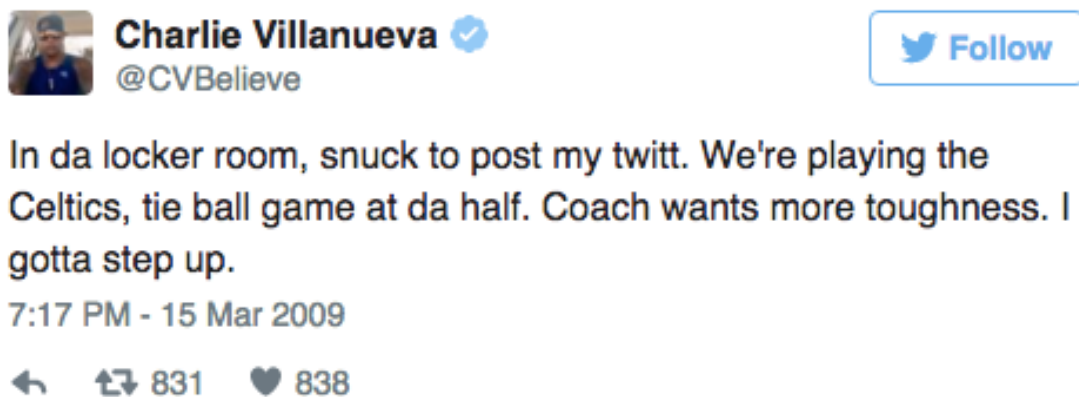 Charlie Villanueva
@CVBelieve
Follow
In da locker room, snuck to post my twitt. We're playing the
Celtics, tie ball game at da half. Coach wants more toughness. I
gotta step up.
7:17 PM - 15 Mar 2009
831 838